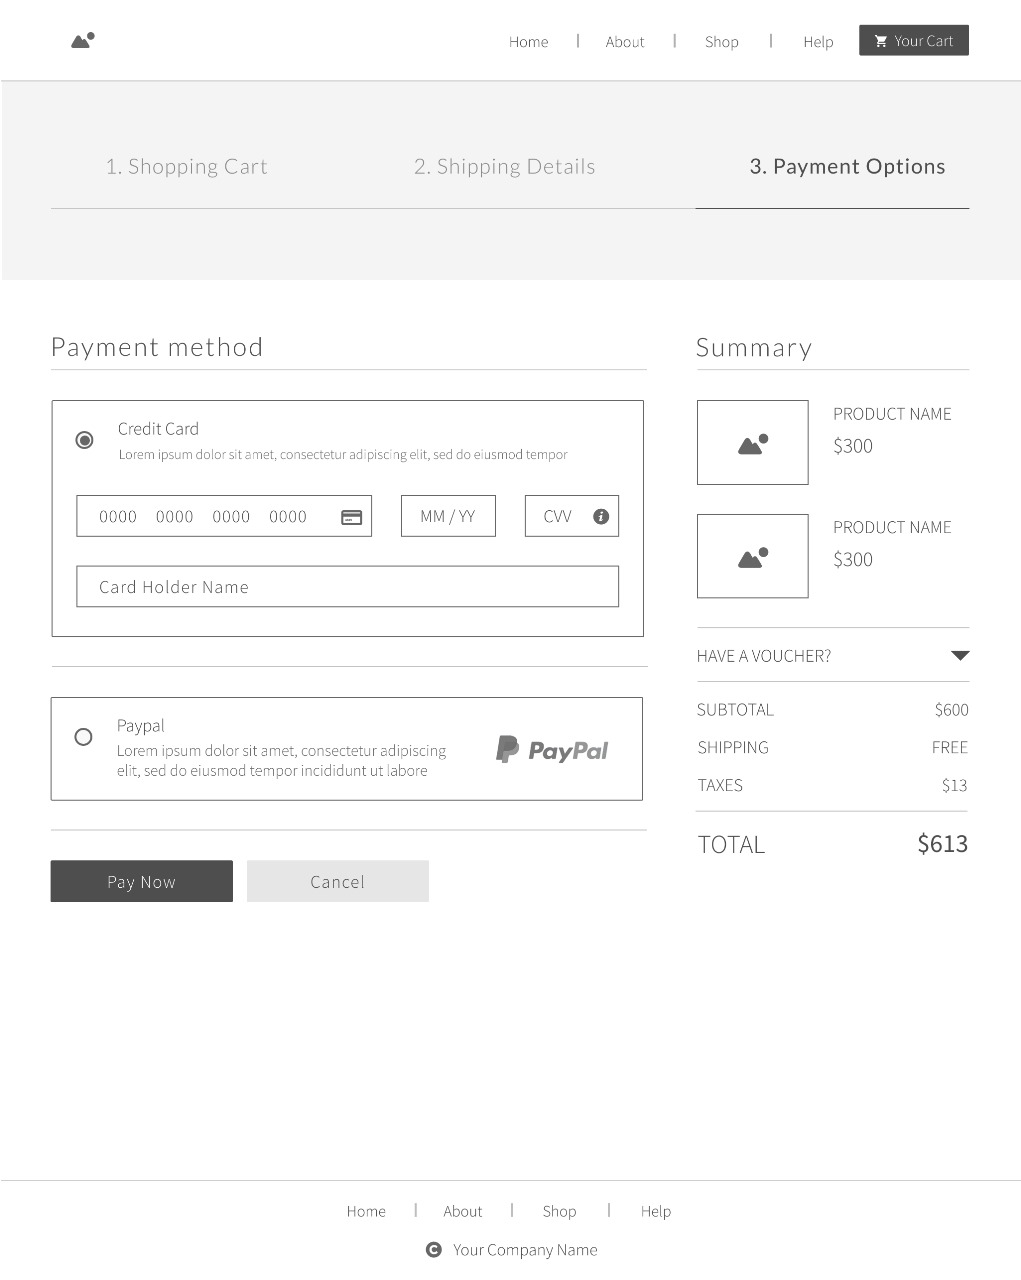 Home | About | Shop | Help Your Cart
1. Shopping Cart 2. Shipping Details 3. Payment Options
Payment method
Credit Card
Lorem ipsum dolor sit amet, consectetur adipiscing elit, sed do eiusmod tempor
0000 0000 0000 0000 MM / YY CVV
Card Holder Name
Paypal
Lorem ipsum dolor sit amet, consectetur adipiscing
elit, sed do eiusmod tempor incididunt ut labore
PayPal
Pay Now Cancel
Summary
PRODUCT NAME
$300
PRODUCT NAME
$300
HAVE A VOUCHER?
SUBTOTAL $600
SHIPPING FREE
TAXES $13
TOTAL $613
Home | About | Shop | Help
© Your Company Name